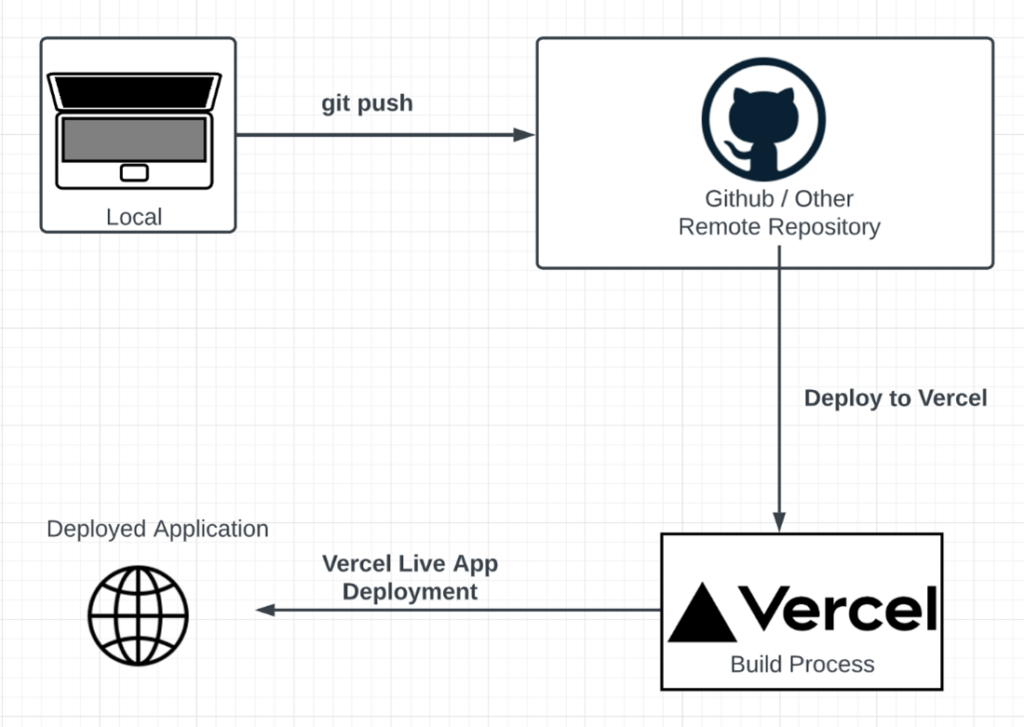 git push
Local
Github / Other
Remote Repository
Deploy to Vercel
Deployed Application
Vercel Live App
Deployment
Vercel
Build Process